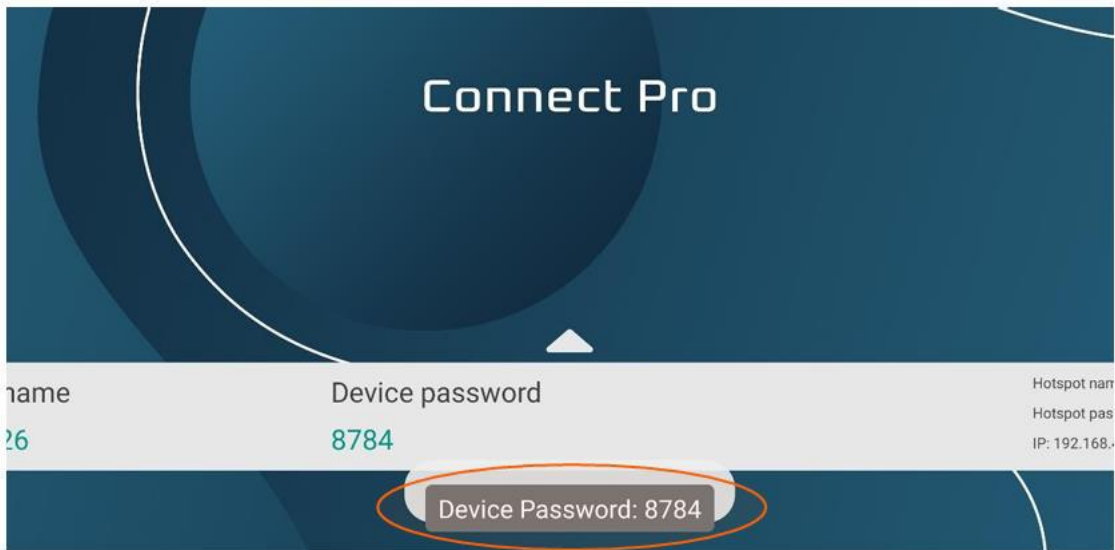 Connect Pro
name
26
Device password
8784
Hotspot nam
Hotspot pas
IP: 192.168.
Device Password: 8784